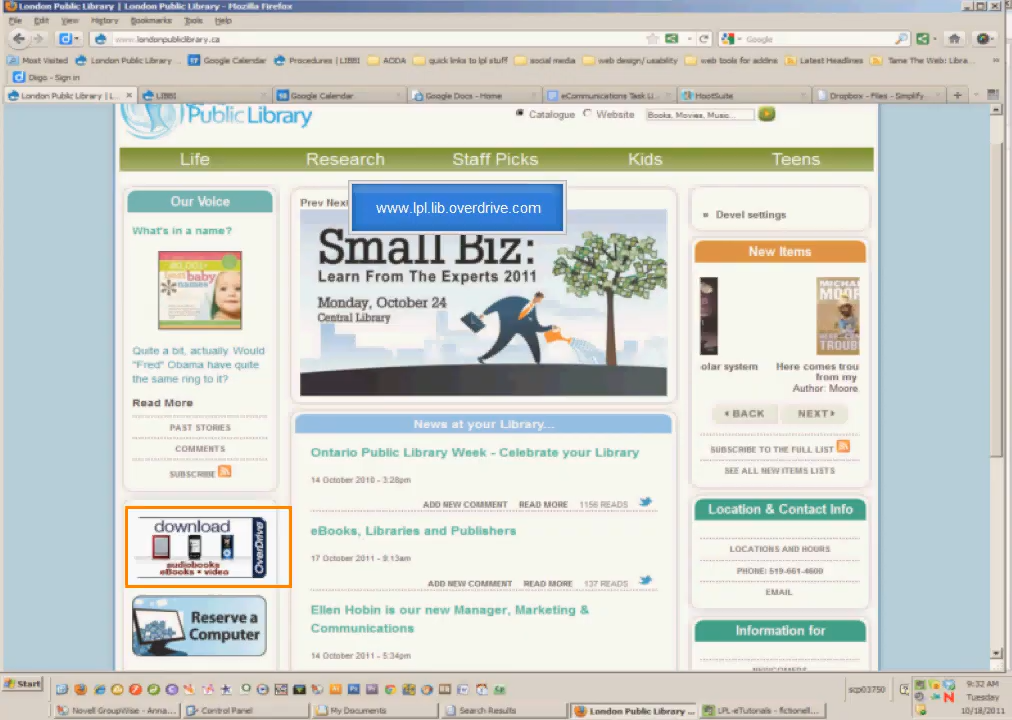 London Public Library | London Public Library - Mozilla Firefox
File Edit View History Bookmarks Tools Help
www.londonpubliclibrary.ca
Google
Most Visited London Public Library ... Google Calendar Procedures | LIBBI AODA quick links to lpl stuff social media web design/ usability web tools for addns Latest Headlines Tame The Web: Libra...
Diigo - Sign in
London Public Library | L... LIBBI Google Calendar Google Docs - Home eCommunications Task Li... HootSuite Dropbox - Files - Simplify...
Public Library
Catalogue Website Books, Movies, Music...
Life Research Staff Picks Kids Teens
Our Voice
What's in a name?
baby
names
Quite a bit, actually Would
"Fred" Obama have quite
the same ring to it?
Read More
PAST STORIES
COMMENTS
SUBSCRIBE
download
audiobooks
eBooks • video
OverDrive
Reserve a
Computer
Prev Next
www.lpl.lib.overdrive.com
Small Biz:
Learn From The Experts 2011
Monday, October 24
Central Library
News at your Library...
Ontario Public Library Week - Celebrate your Library
14 October 2010 - 3:28pm
ADD NEW COMMENT READ MORE 1156 READS
eBooks, Libraries and Publishers
17 October 2011 - 9:13am
ADD NEW COMMENT READ MORE 137 READS
Ellen Hobin is our new Manager, Marketing &
Communications
14 October 2011 - 5:34pm
Devel settings
New Items
MICHAEL
MOORE
TROUB
olar system Here comes trou
from my
Author: Moore
BACK NEXT
SUBSCRIBE TO THE FULL LIST
SEE ALL NEW ITEMS LISTS
Location & Contact Info
LOCATIONS AND HOURS
PHONE: 519-661-4600
EMAIL
Information for
NEWCOMERS
Start
scp03750
9:32 AM
Tuesday
10/18/2011
Novell GroupWise - Anna... Control Panel My Documents Search Results London Public Library ... LPL-eTutorials - fictionell...